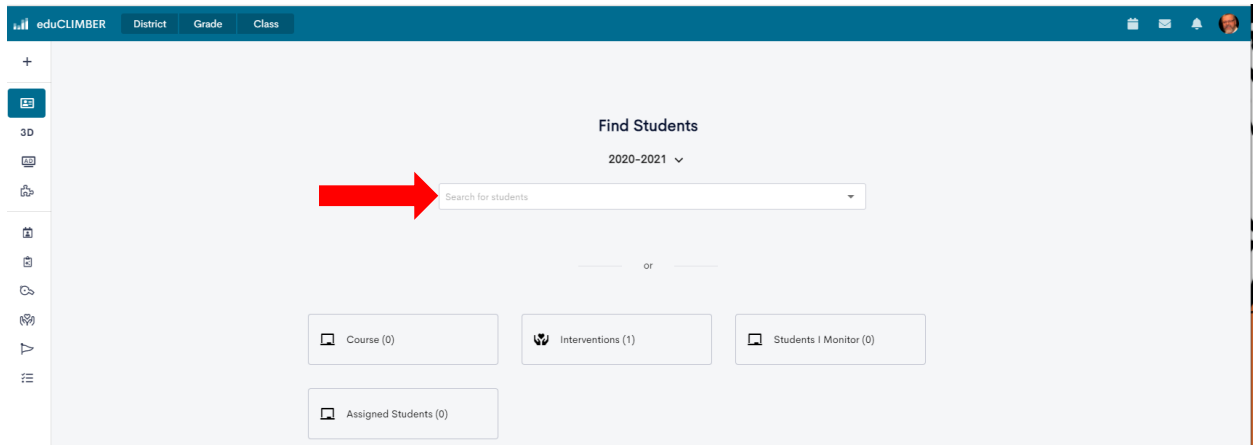 eduCLIMBER District Grade Class
3D
Find Students
2020-2021
Search for students
or
Course (0) Interventions (1) Students I Monitor (0)
Assigned Students (0)